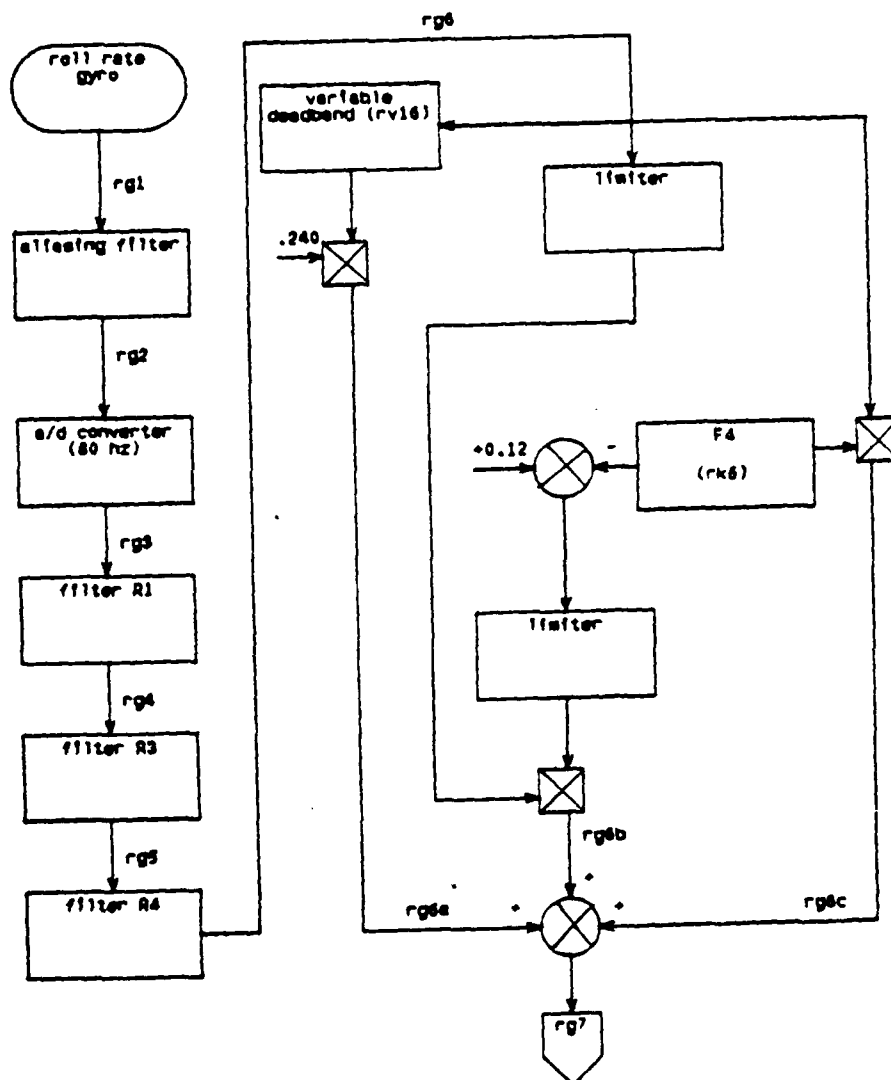 rg6
roll rate
gyro
variable
deadband (rv16)
limiter
rg1
aliasing filter
.240
rg2
a/d converter
(80 hz)
+0.12
-
F4
(rk6)
rg3
filter R1
limiter
rg4
filter R3
rg5
rg6b
filter R4
rg6a
+
+
+
rg6c
rg7